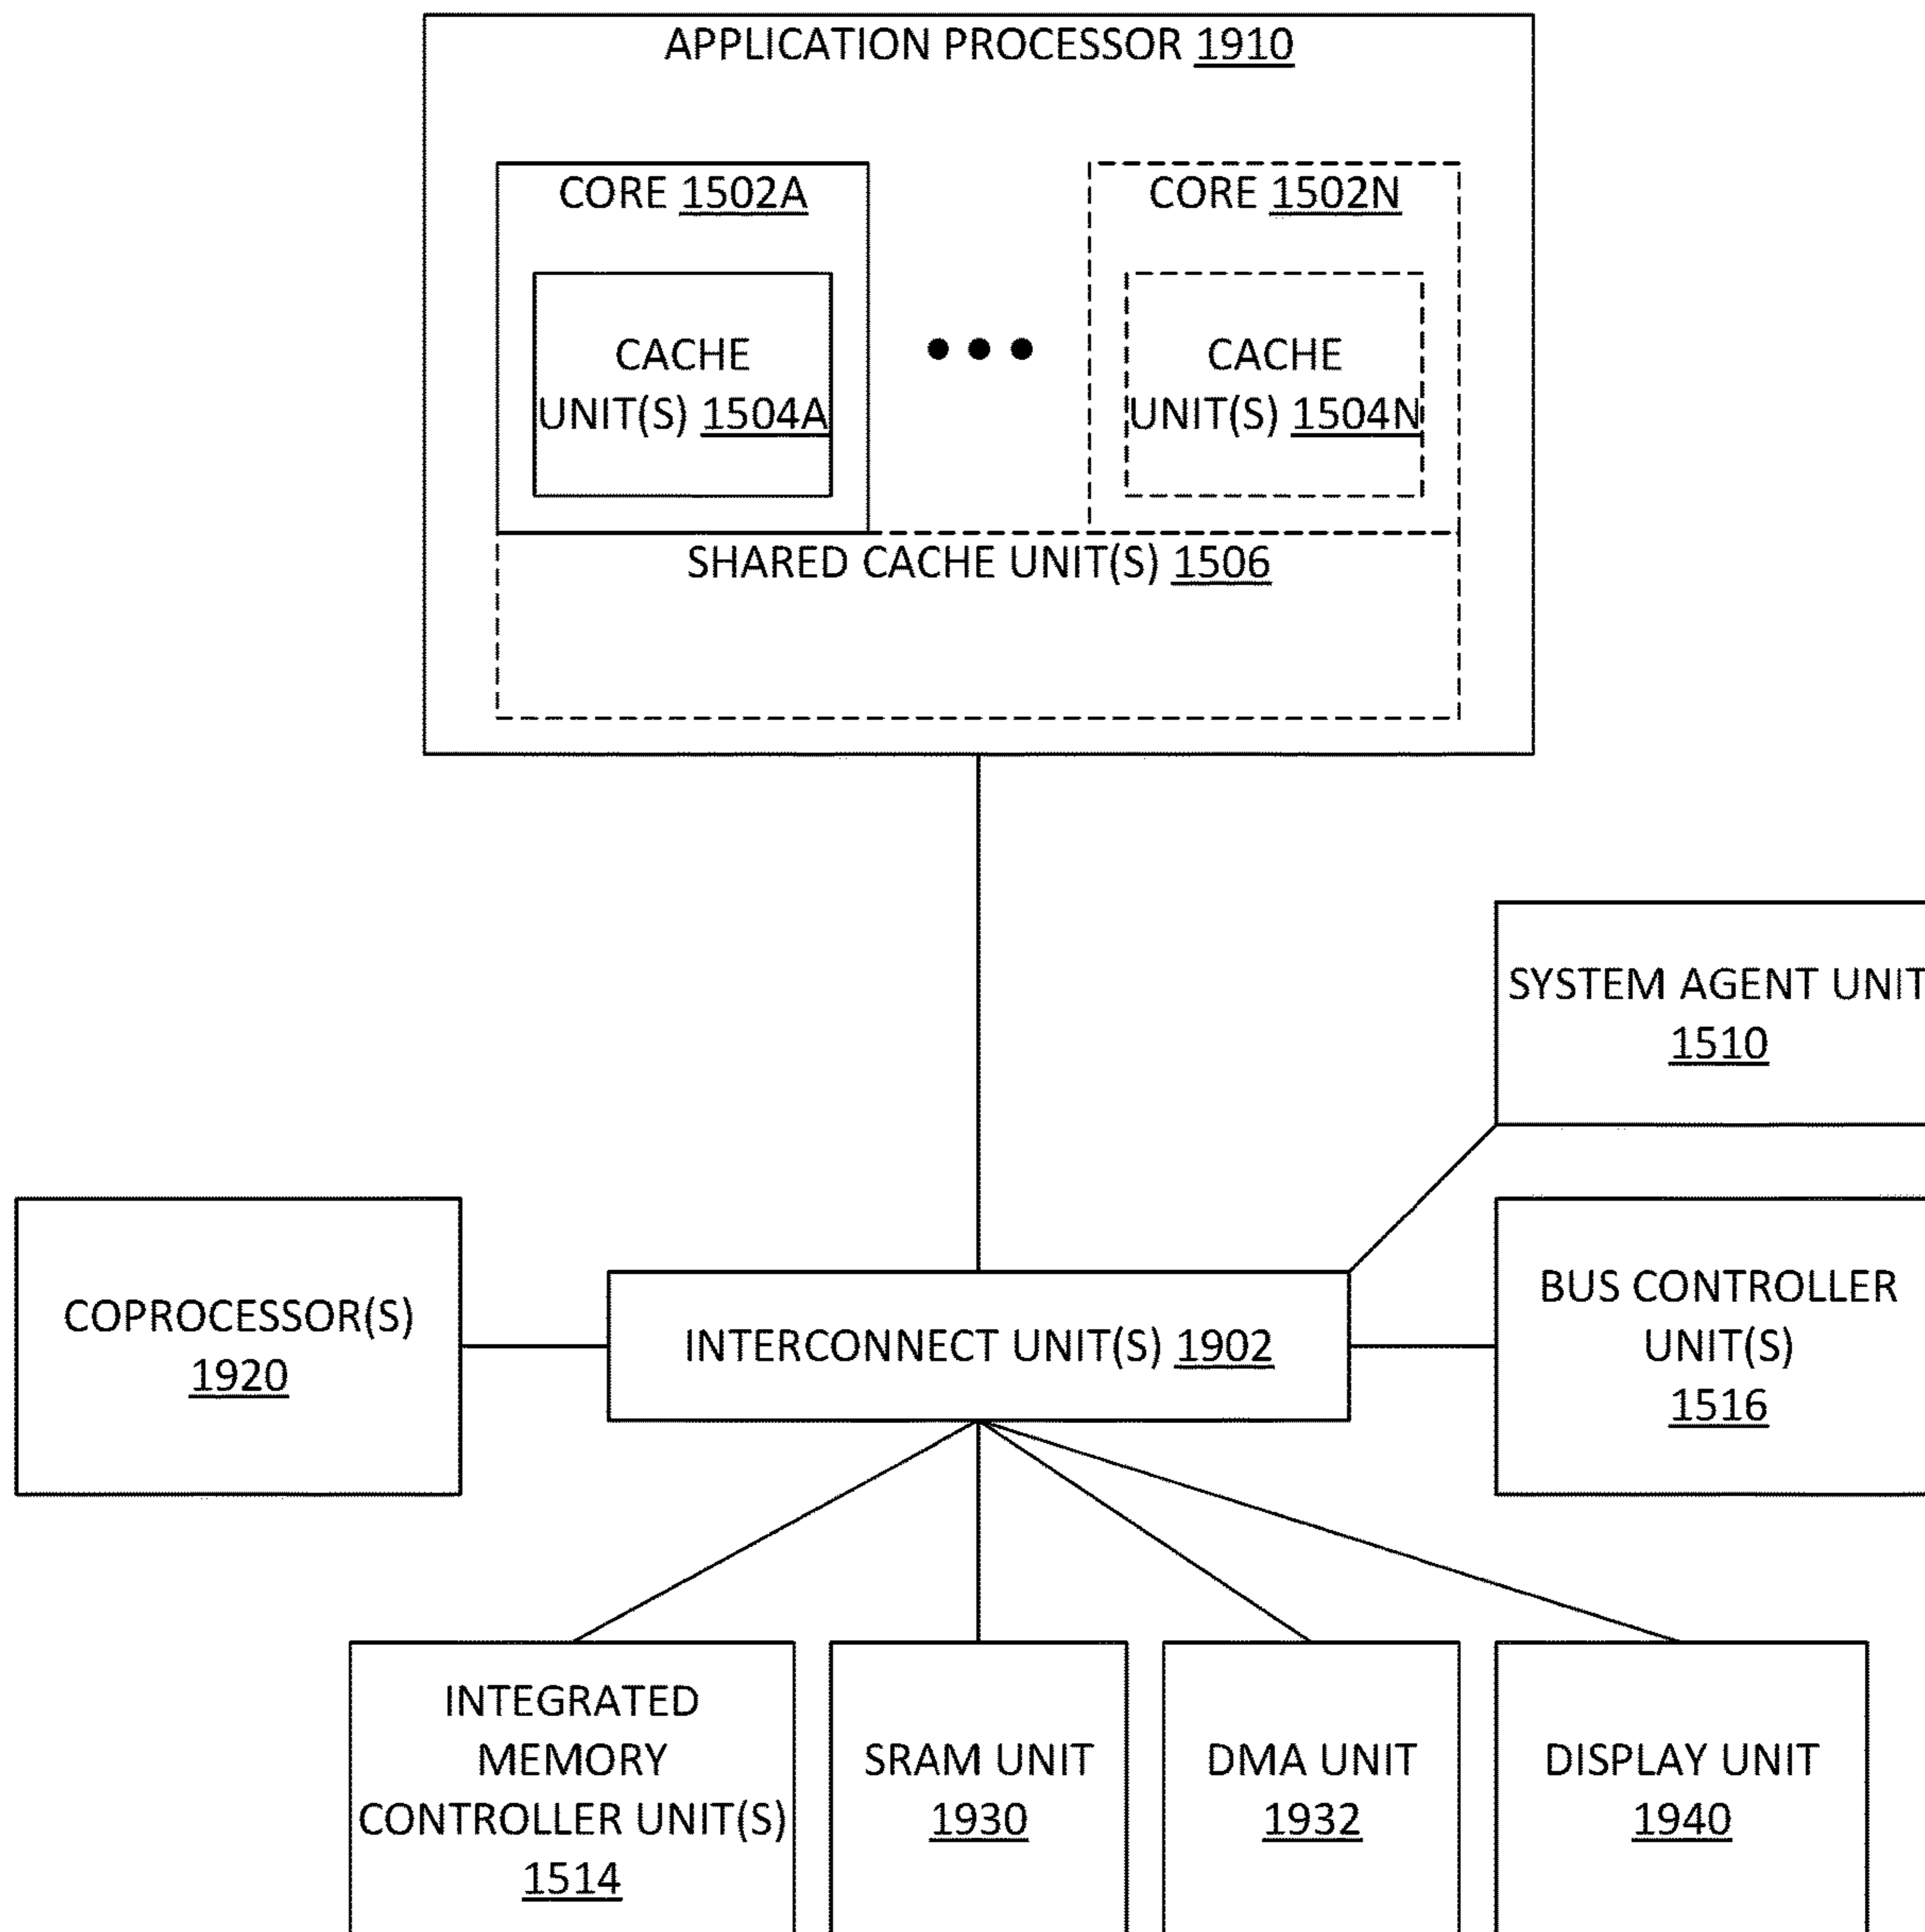 APPLICATION PROCESSOR 1910
CORE 1502A
CORE 1502N
CACHE
UNIT(S) 1504A
CACHE
UNIT(S) 1504N
SHARED CACHE UNIT(S) 1506
SYSTEM AGENT UNIT
1510
COPROCESSOR(S)
1920
INTERCONNECT UNIT(S) 1902
BUS CONTROLLER
UNIT(S)
1516
INTEGRATED
MEMORY
CONTROLLER UNIT(S)
1514
SRAM UNIT
1930
DMA UNIT
1932
DISPLAY UNIT
1940